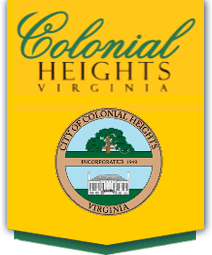 Colonial
HEIGHTS
VIRGINIA
CITY OF COLONIAL HEIGHTS
INCORPORATED 1948
VIRGINIA